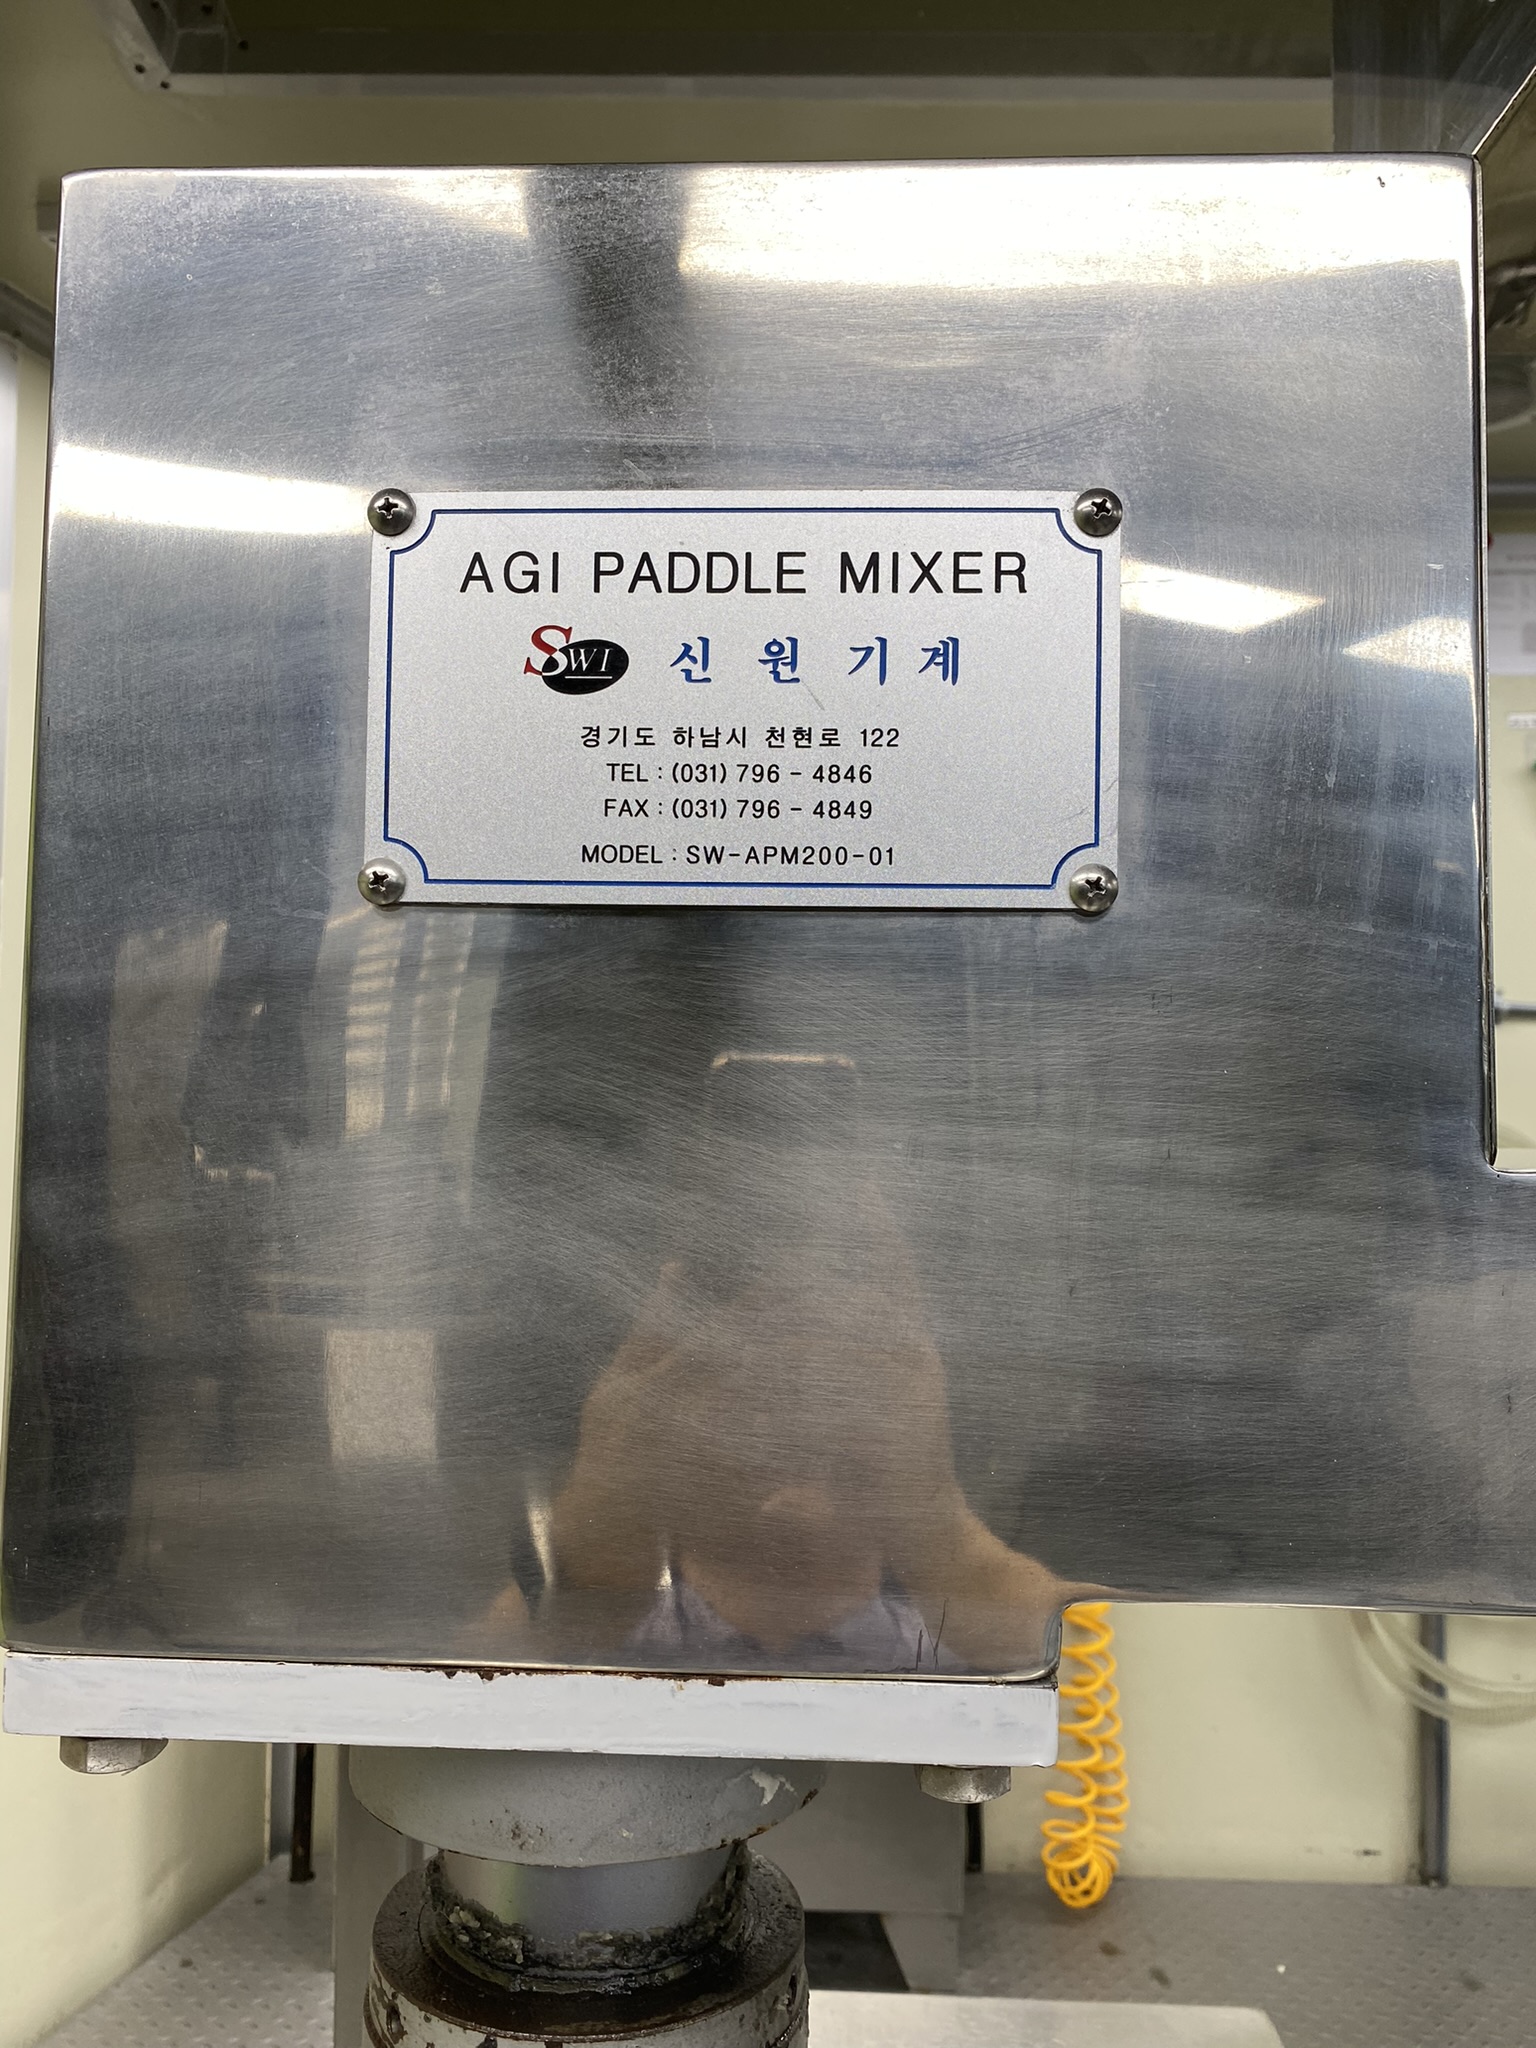 AGI PADDLE MIXER
SWI 신원기계
경기도 하남시 천현로 122
TEL : (031) 796 - 4846
FAX : (031) 796 - 4849
MODEL : SW-APM200-01